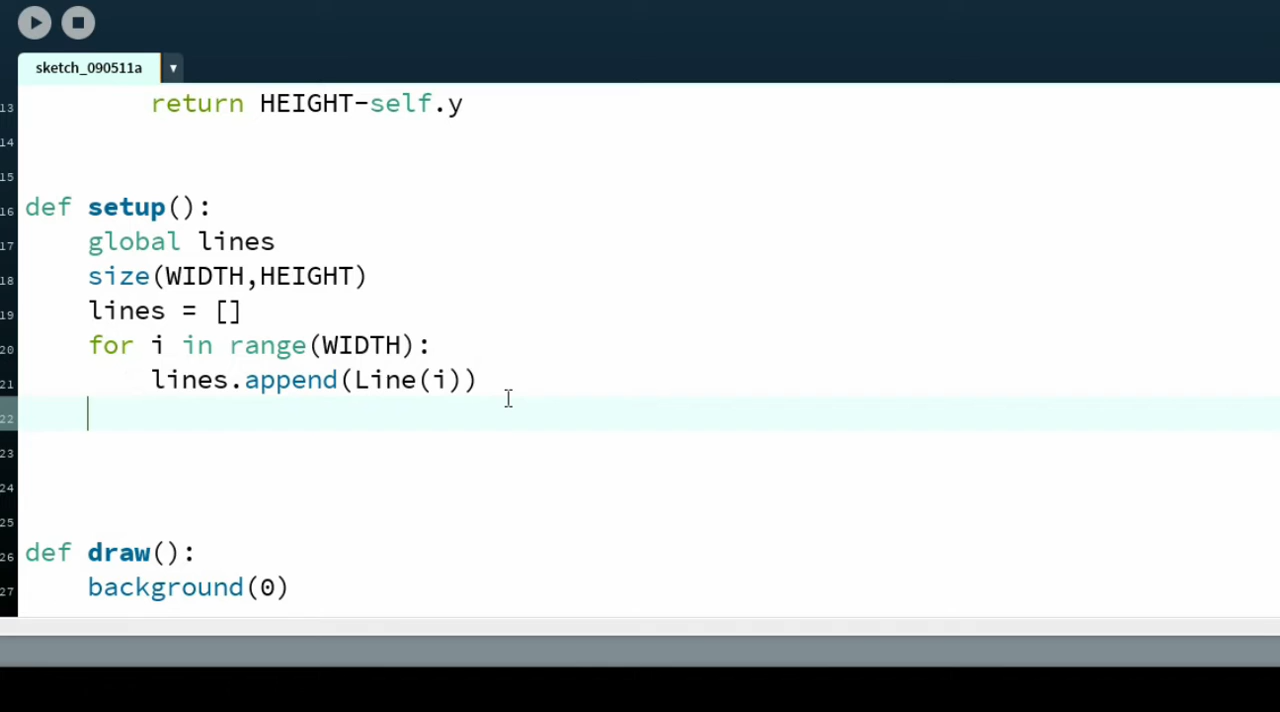 sketch_090511a
13 return HEIGHT-self.y
14
15
16 def setup():
17 global lines
18 size(WIDTH,HEIGHT)
19 lines = []
20 for i in range(WIDTH):
21 lines.append(Line(i))
22
23
24
25
26 def draw():
27 background(0)